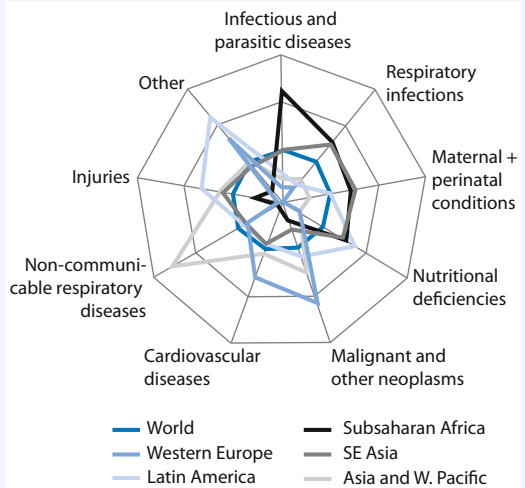 Infectious and
parasitic diseases
Respiratory
infections
Other
Maternal +
perinatal
conditions
Injuries
Nutritional
deficiencies
Non-communi-
cable respiratory
diseases
Cardiovascular
diseases
Malignant and
other neoplasms
World
Western Europe
Latin America
Subsaharan Africa
SE Asia
Asia and W. Pacific